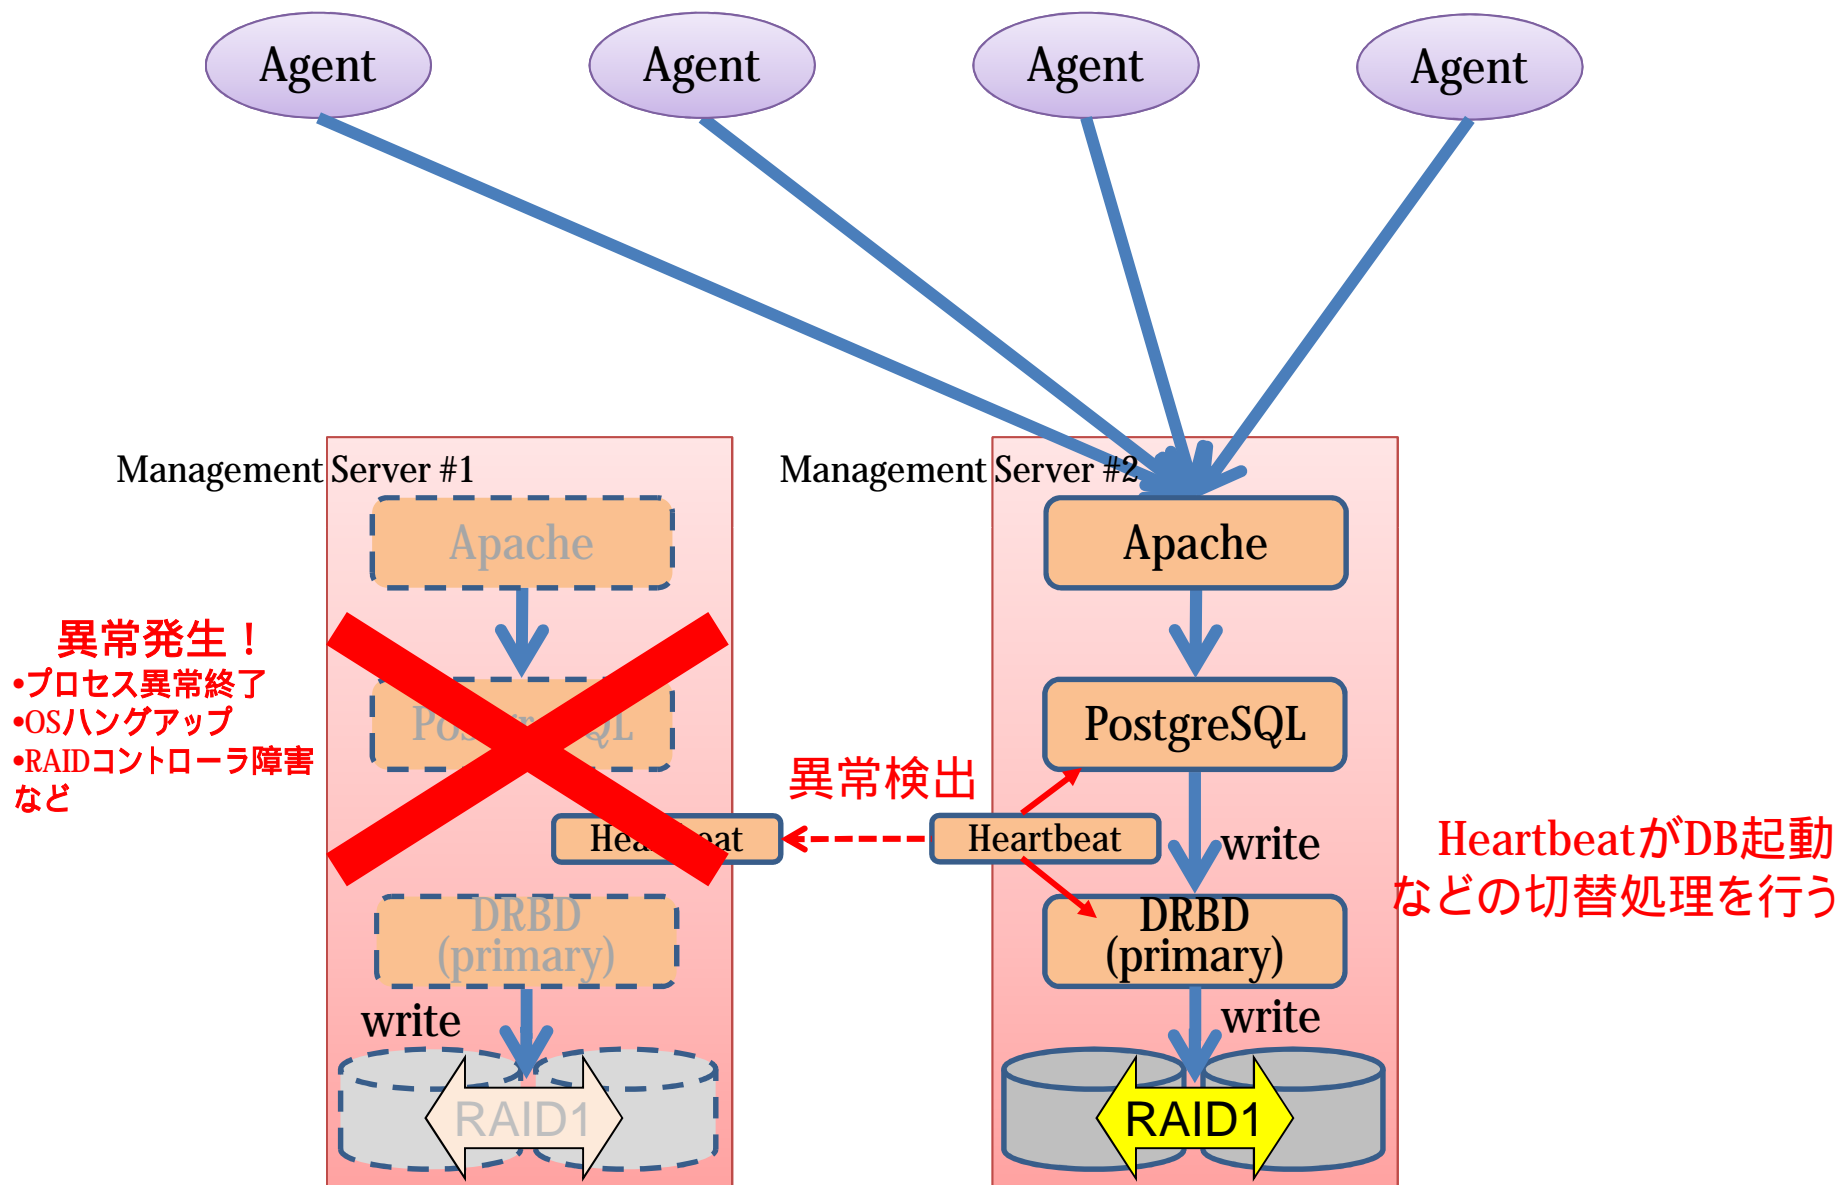 Agent
Agent
Agent
Agent
Management Server #1
Management Server #2
Apache
Apache
異常発生！
•プロセス異常終了
•OSハングアップ
•RAIDコントローラ障害
など
PostgreSQL
PostgreSQL
異常検出
Heartbeat
Heartbeat
write
HeartbeatがDB起動
などの切替処理を行う
DRBD
(primary)
DRBD
(primary)
write
write
RAID1
RAID1